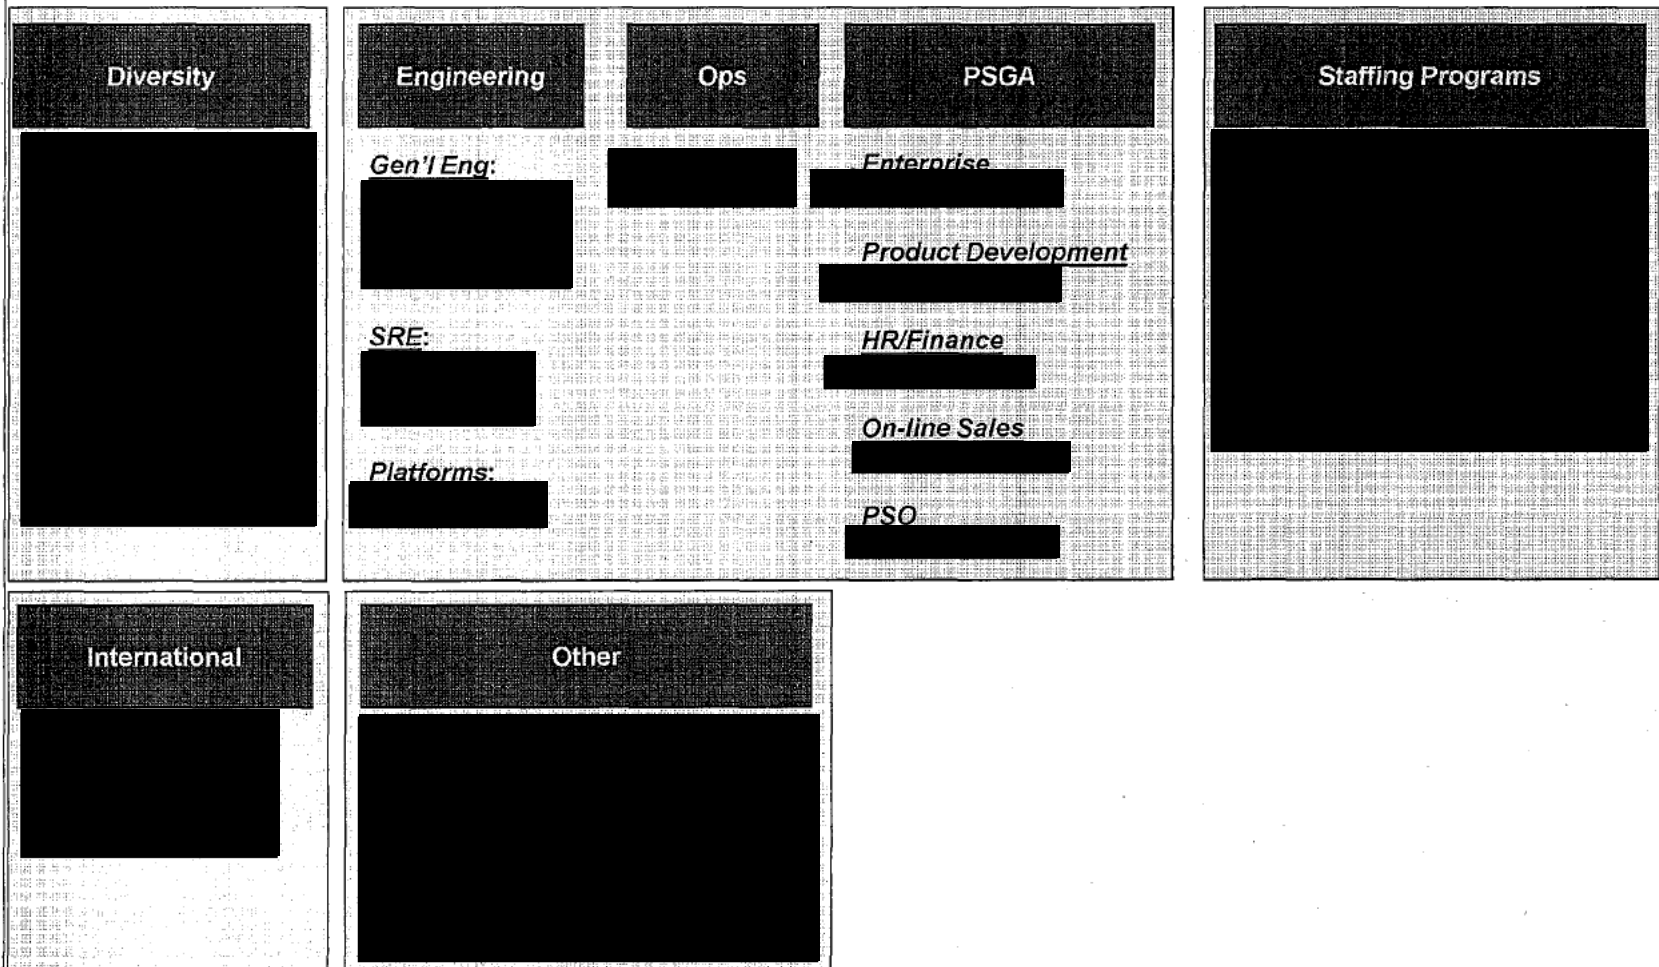 Diversity
Engineering
Gen'l Eng:
SRE:
Platforms:
Ops
PSGA
Enterprise
Product Development
HR/Finance
On-line Sales
PSO
Staffing Programs
International
Other